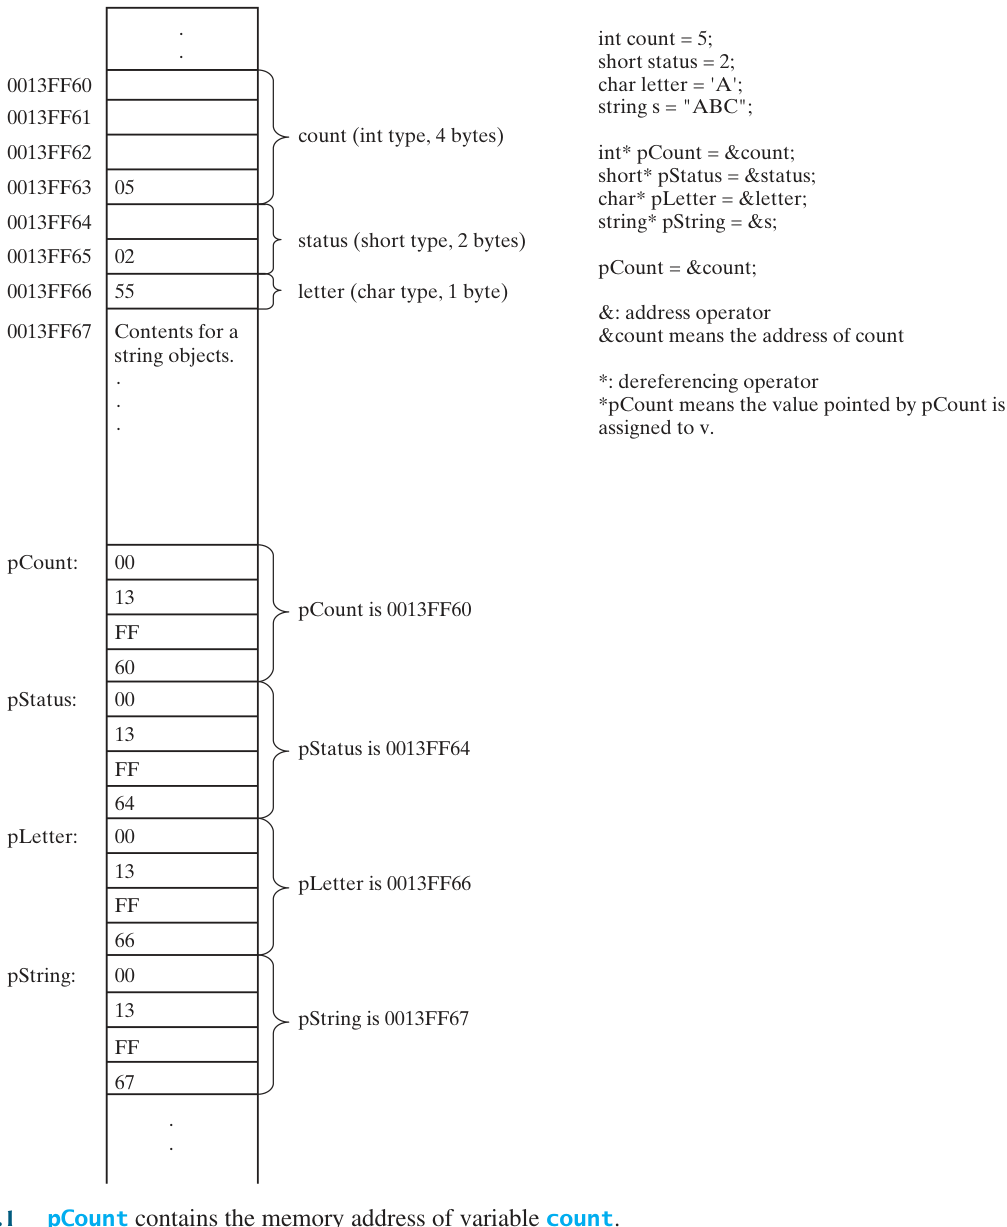 0013FF60
0013FF61
0013FF62
0013FF63 05
0013FF64
0013FF65 02
0013FF66 55
0013FF67 Contents for a
string objects.
.
.
.
count (int type, 4 bytes)
status (short type, 2 bytes)
letter (char type, 1 byte)
int count = 5;
short status = 2;
char letter = 'A';
string s = "ABC";
int* pCount = &count;
short* pStatus = &status;
char* pLetter = &letter;
string* pString = &s;
pCount = &count;
&: address operator
&count means the address of count
*: dereferencing operator
*pCount means the value pointed by pCount is
assigned to v.
pCount: 00
13
FF
60
pCount is 0013FF60
pStatus: 00
13
FF
64
pStatus is 0013FF64
pLetter: 00
13
FF
66
pLetter is 0013FF66
pString: 00
13
FF
67
pString is 0013FF67
.1 pCount contains the memory address of variable count.